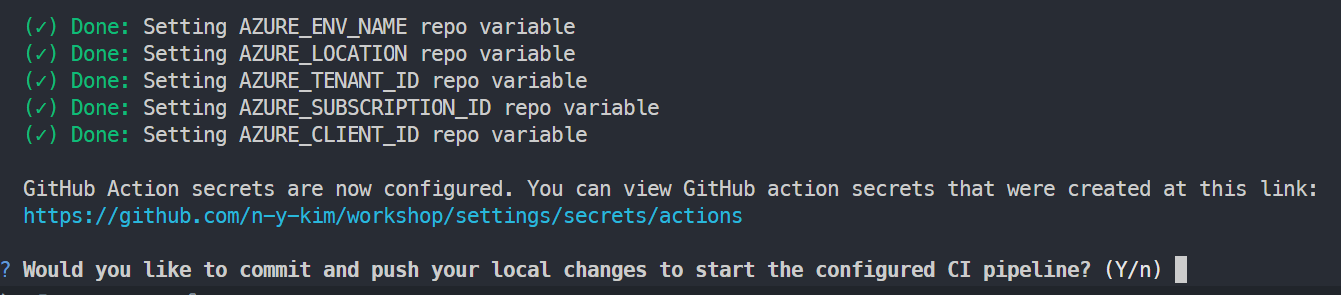 (✓) Done: Setting AZURE_ENV_NAME repo variable
(✓) Done: Setting AZURE_LOCATION repo variable
(✓) Done: Setting AZURE_TENANT_ID repo variable
(✓) Done: Setting AZURE_SUBSCRIPTION_ID repo variable
(✓) Done: Setting AZURE_CLIENT_ID repo variable
GitHub Action secrets are now configured. You can view GitHub action secrets that were created at this link:
https://github.com/n-y-kim/workshop/settings/secrets/actions
? Would you like to commit and push your local changes to start the configured CI pipeline? (Y/n)